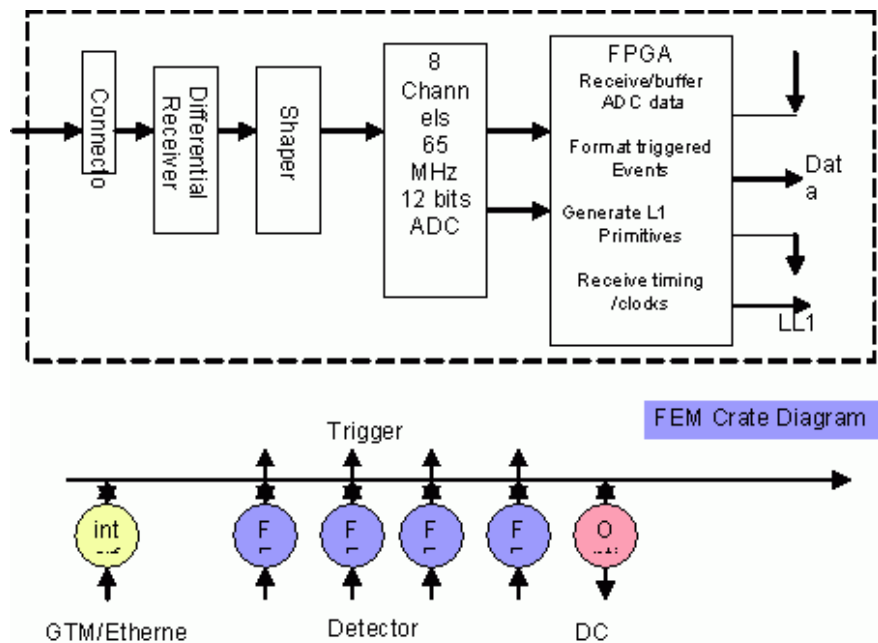 Connecto
Differential
Receiver
Shaper
8
Chann
els
65
MHz
12 bits
ADC
FPGA
Receive/buffer
ADC data
Format triggered
Events
Generate L1
Primitives
Receive timing
/clocks
Dat
a
LL1
FEM Crate Diagram
Trigger
int
F
F
F
F
O
GTM/Etherne
Detector
DC